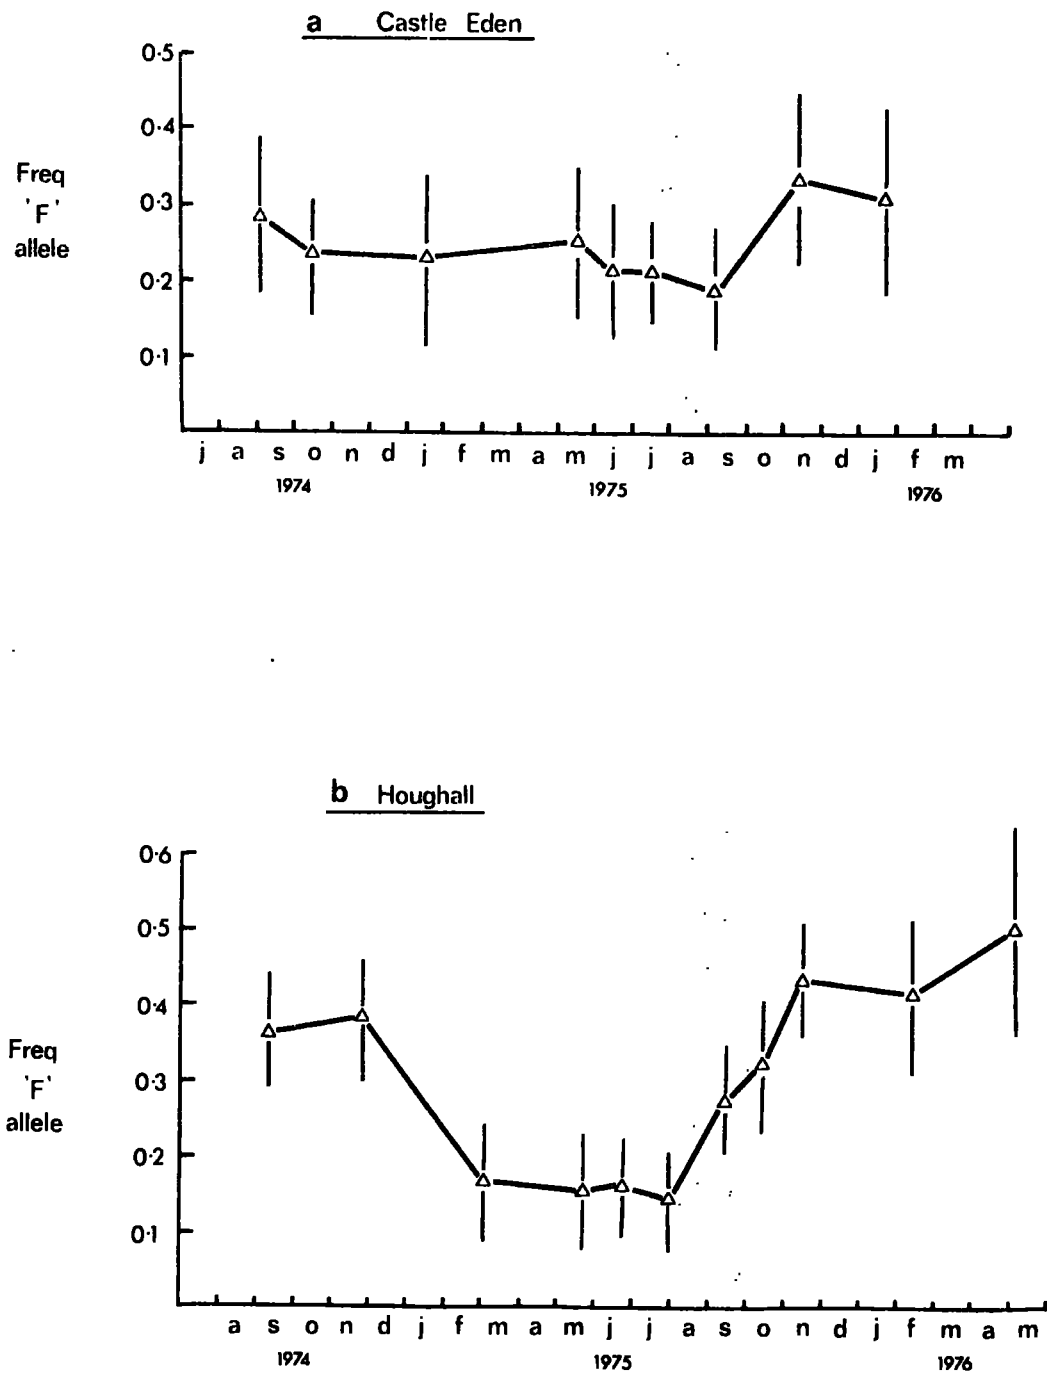 a Castle Eden
0·5
0·4
0·3
0·2
0·1
Freq
'F'
allele
j a s o n d j f m a m j j a s o n d j f m
1974 1975 1976
b Houghall
0·6
0·5
0·4
0·3
0·2
0·1
Freq
'F'
allele
a s o n d j f m a m j j a s o n d j f m a m
1974 1975 1976